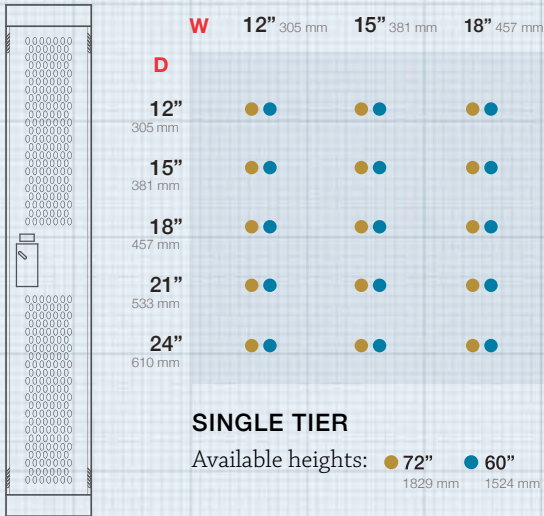 W 12” 305 mm 15” 381 mm 18” 457 mm
D
12”
305 mm
15”
381 mm
18”
457 mm
21”
533 mm
24”
610 mm
SINGLE TIER
Available heights: 72” 60”
1829 mm 1524 mm